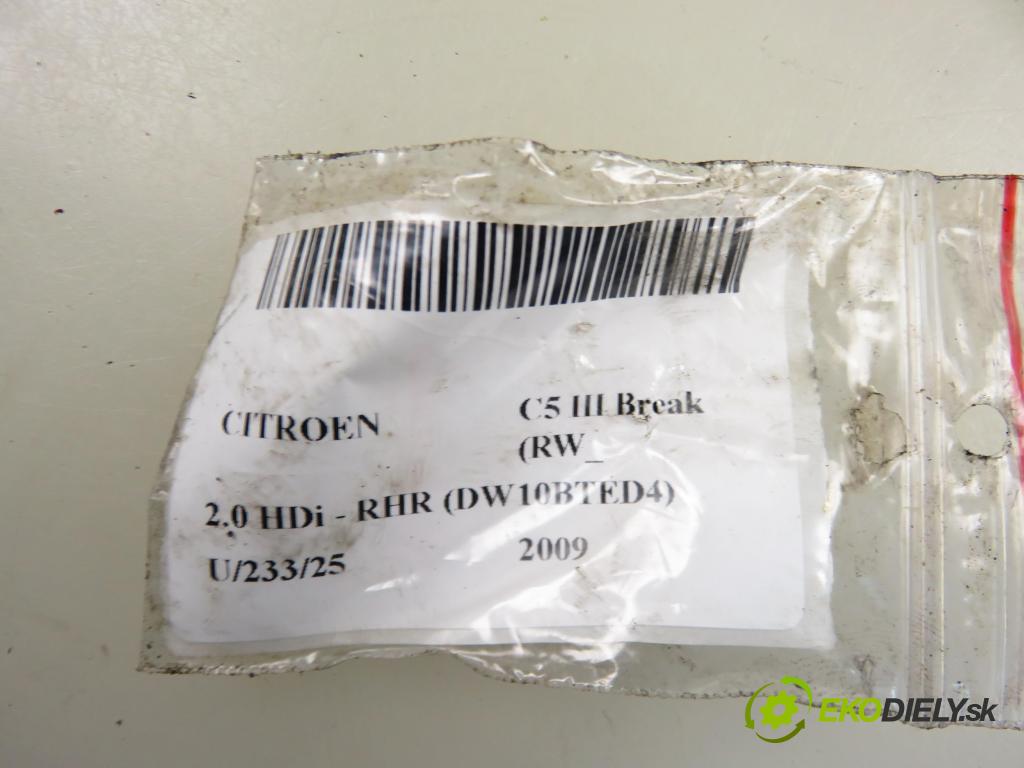 CITROEN C5 III Break
(RW_
2.0 HDi - RHR (DW10BTED4)
U/233/25 2009
EKODIELY.sk